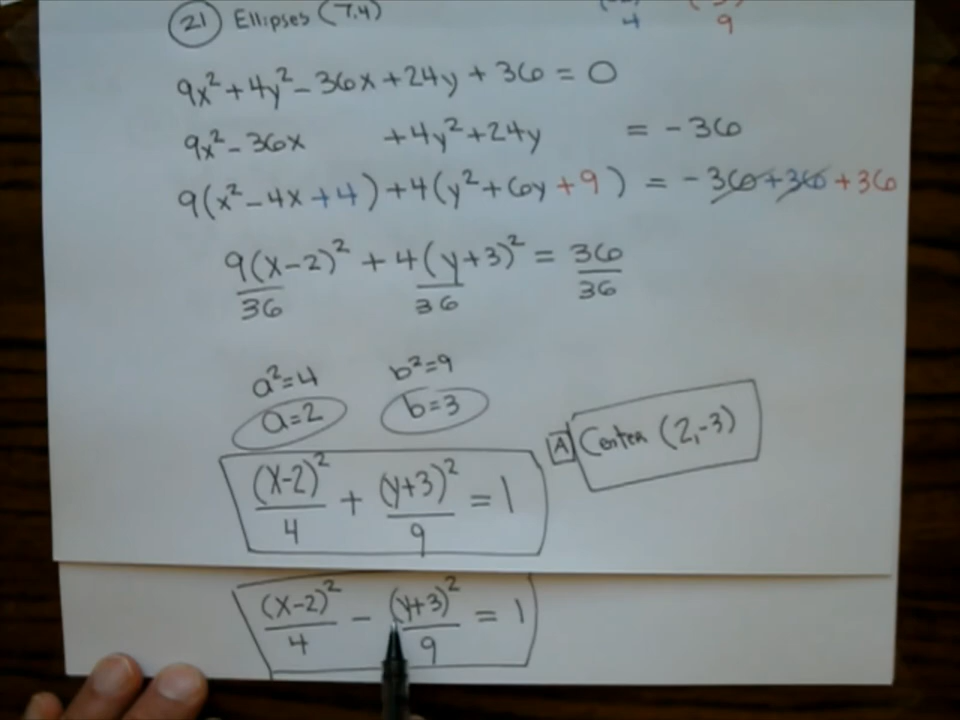 21 Ellipses (7.4)
4 9
9x² + 4y² - 36x + 24y + 36 = 0
9x² - 36x + 4y² + 24y = -36
9(x² - 4x + 4) + 4(y² + 6y + 9) = -36 + 36 + 36
9(x-2)² + 4(y+3)² = 36
36 36 36
a²=4 b²=9
a=2 b=3
A Center (2,-3)
(x-2)²/4 + (y+3)²/9 = 1
(x-2)²/4 - (y+3)²/9 = 1